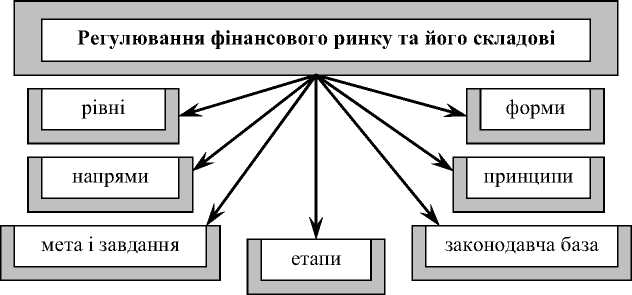 Регулювання фінансового ринку та його складові
рівні
форми
напрями
принципи
мета і завдання
етапи
законодавча база